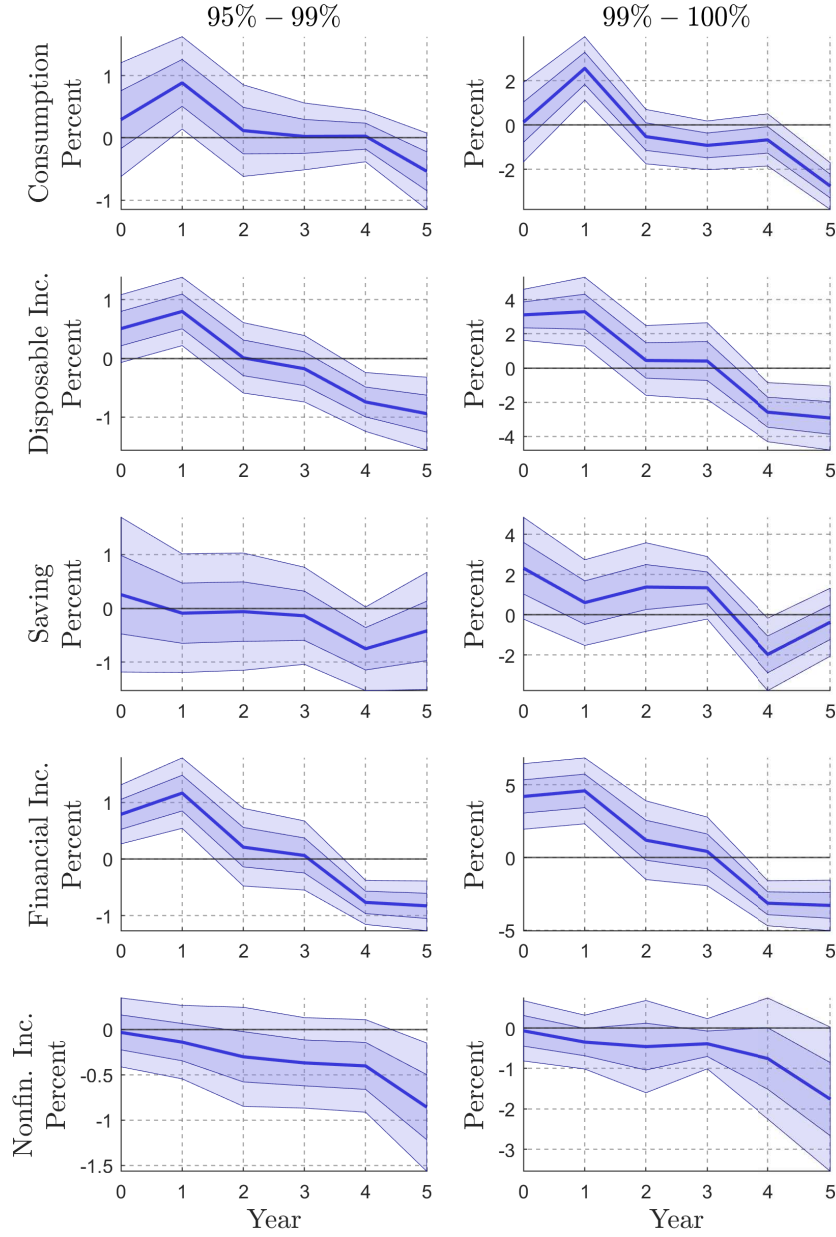 95% − 99%
99% − 100%
Consumption
Percent
1
0
-1
0 1 2 3 4 5
Percent
2
0
-2
0 1 2 3 4 5
Disposable Inc.
Percent
1
0
-1
0 1 2 3 4 5
Percent
4
2
0
-2
-4
0 1 2 3 4 5
Saving
Percent
1
0
-1
0 1 2 3 4 5
Percent
4
2
0
-2
0 1 2 3 4 5
Financial Inc.
Percent
1
0
-1
0 1 2 3 4 5
Percent
5
0
-5
0 1 2 3 4 5
Nonfin. Inc.
Percent
0
-0.5
-1
-1.5
0 1 2 3 4 5
Year
Percent
0
-1
-2
-3
0 1 2 3 4 5
Year